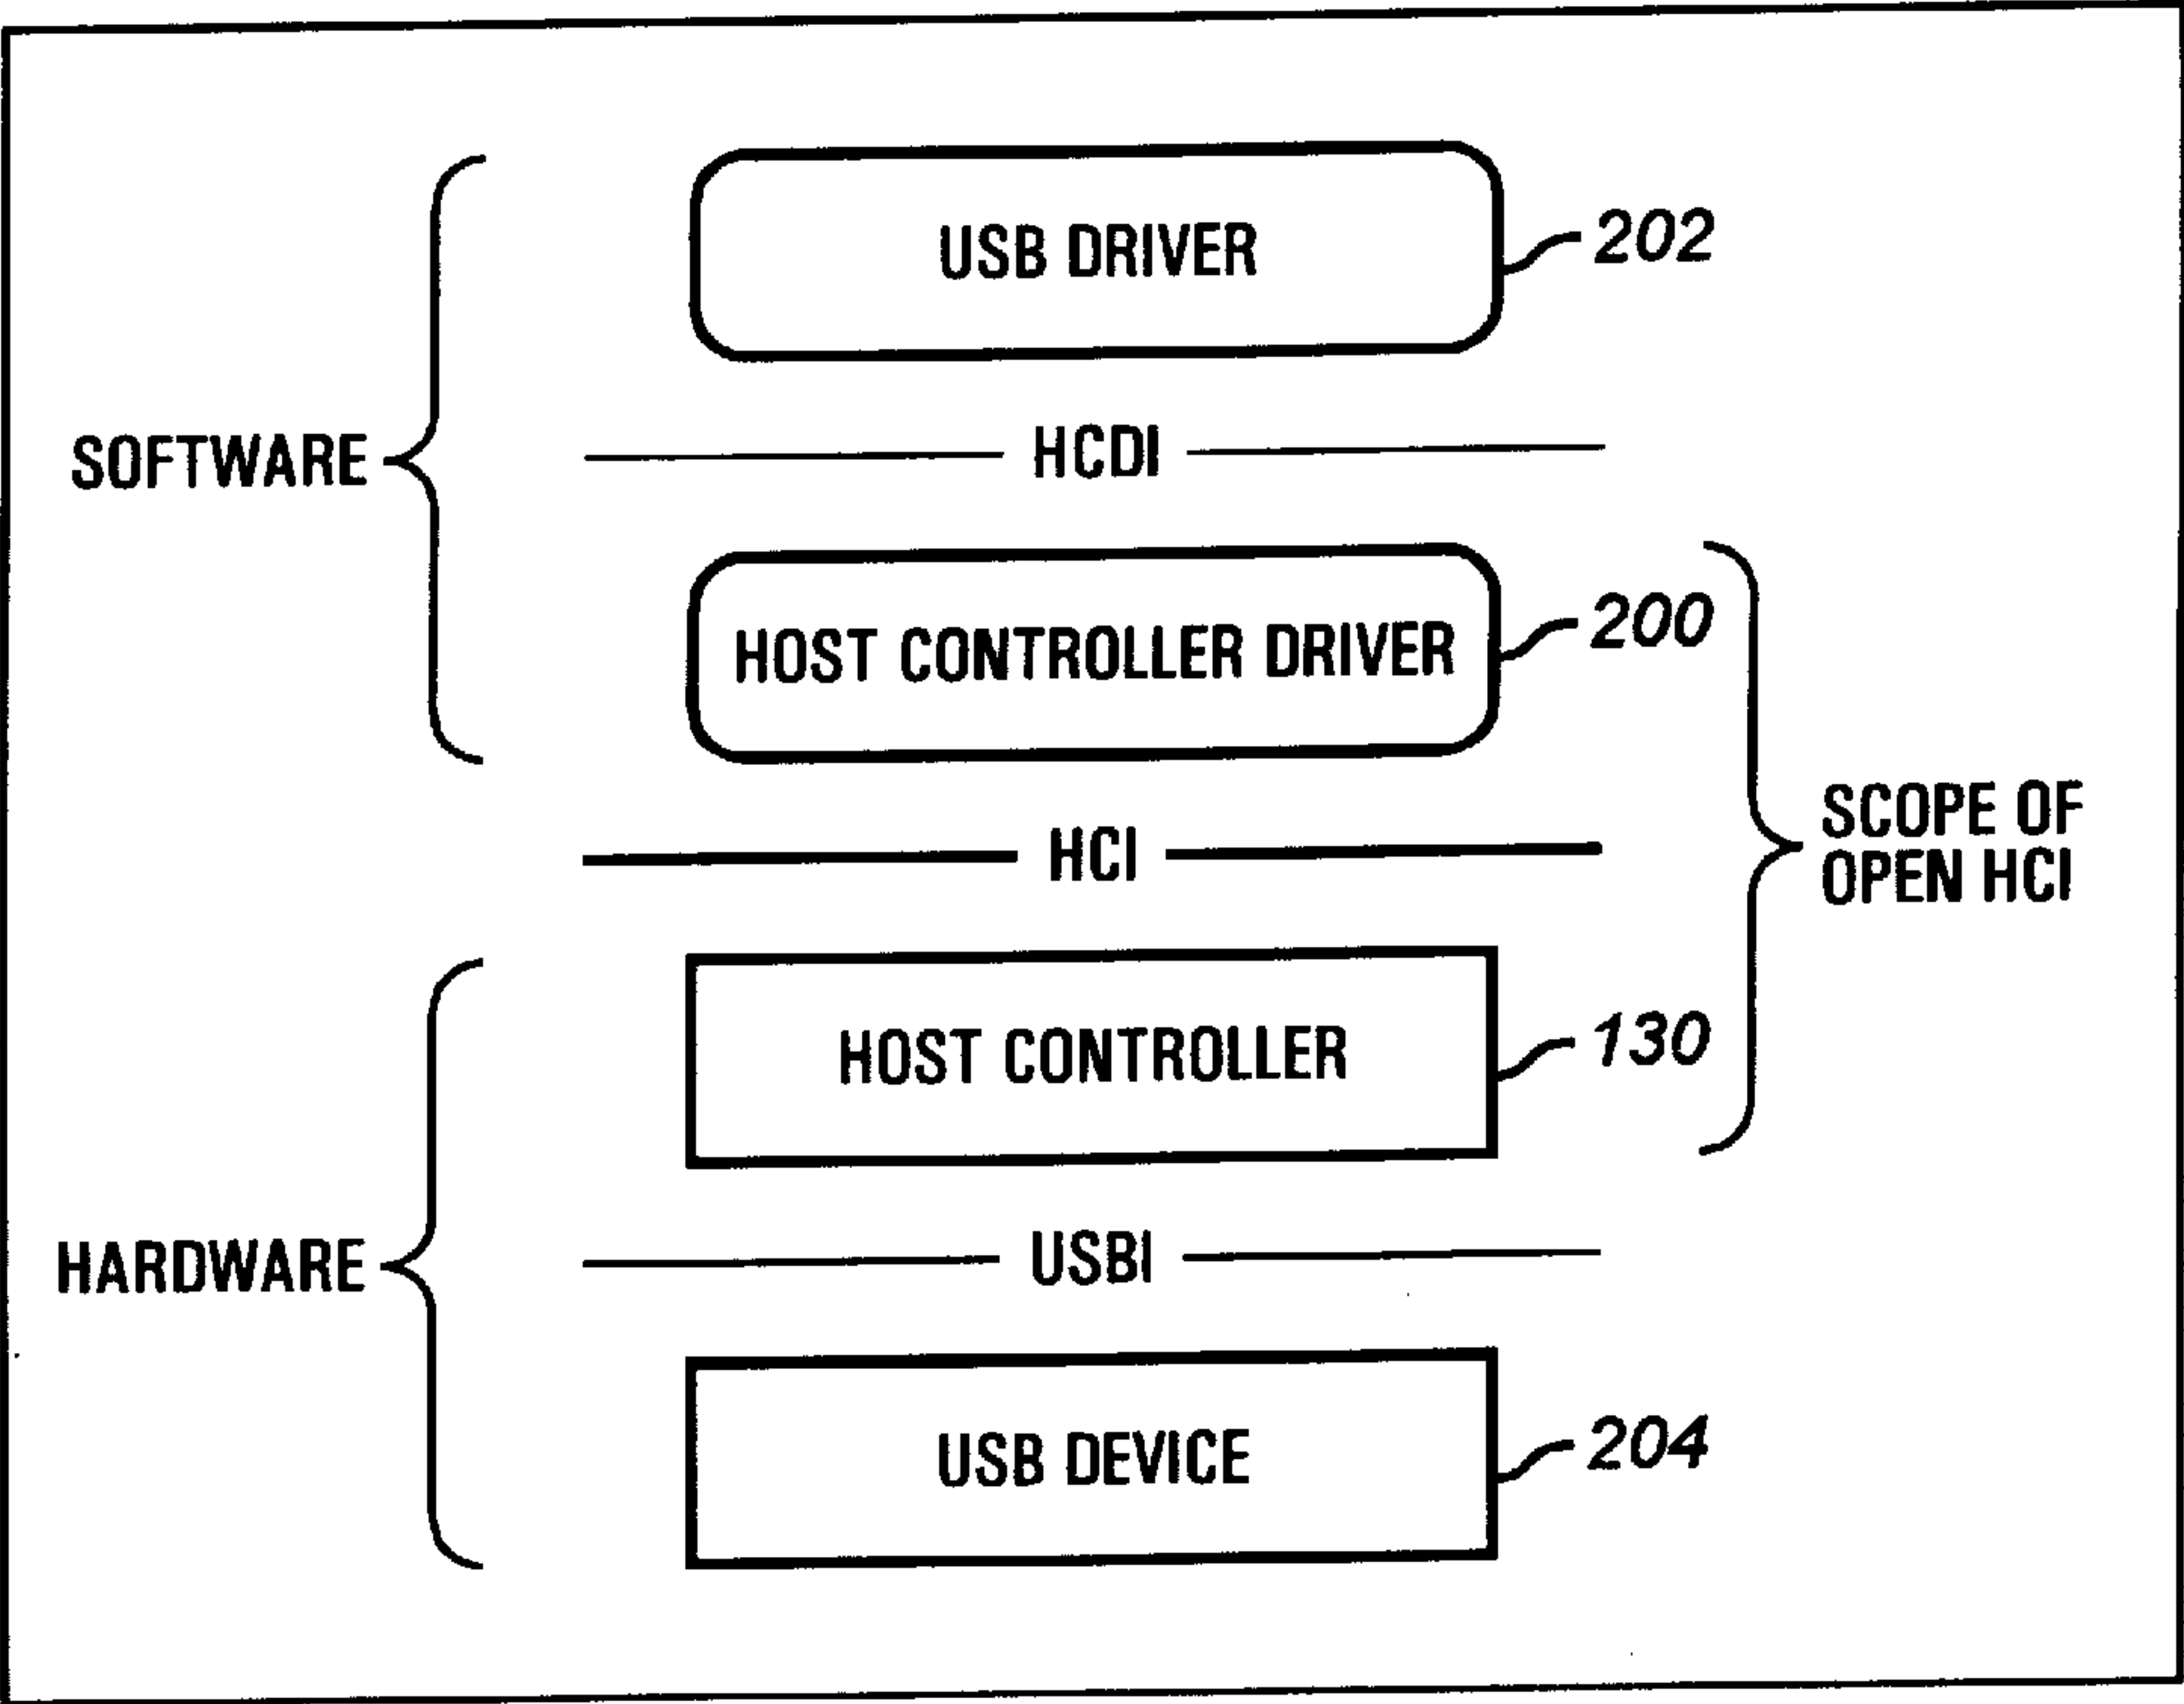 USB DRIVER
202
SOFTWARE
HCDI
HOST CONTROLLER DRIVER
200
HCI
SCOPE OF
OPEN HCI
HOST CONTROLLER
130
HARDWARE
USBI
USB DEVICE
204